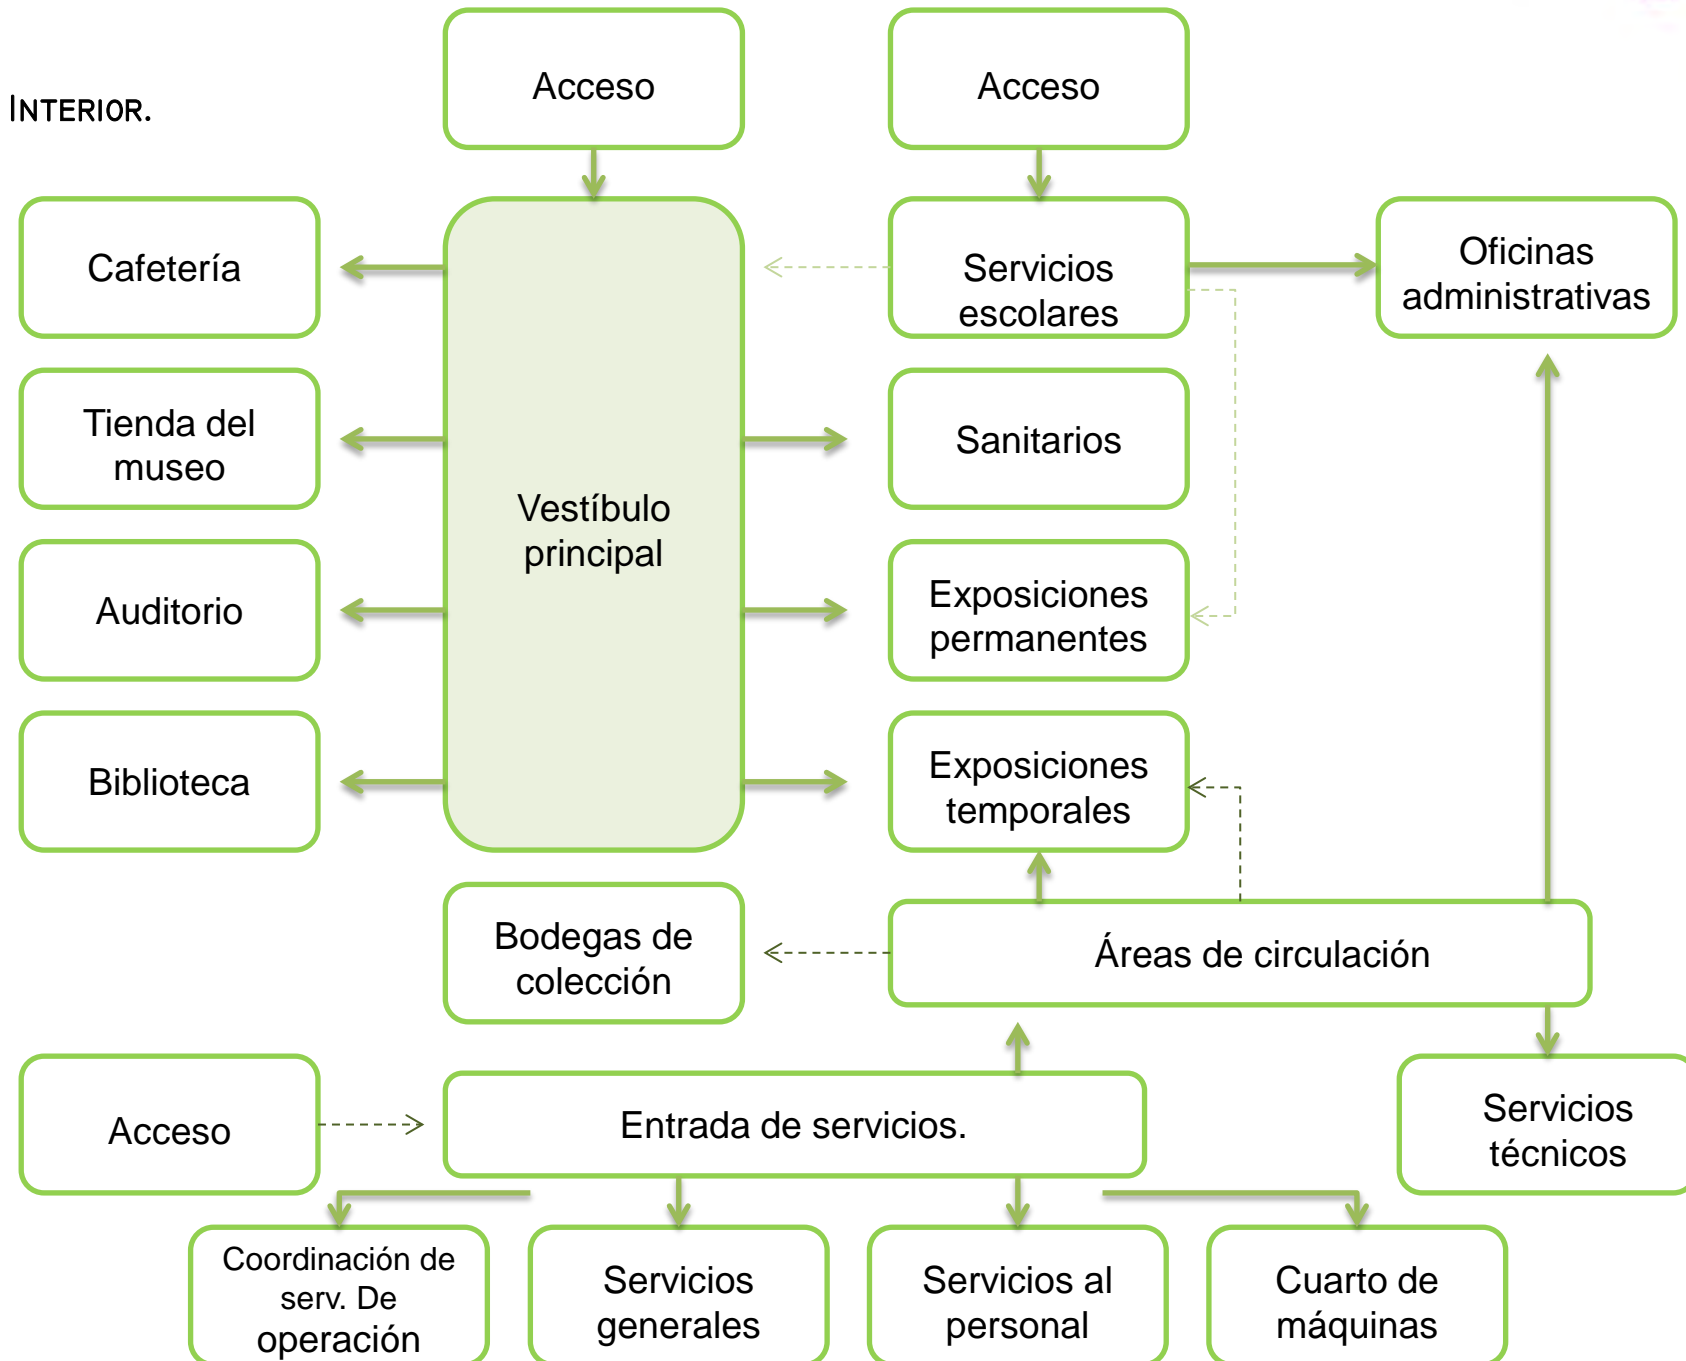 Acceso
Acceso
INTERIOR.
Cafetería
Servicios
escolares
Oficinas
administrativas
Tienda del
museo
Sanitarios
Vestíbulo
principal
Auditorio
Exposiciones
permanentes
Biblioteca
Exposiciones
temporales
Bodegas de
colección
Áreas de circulación
Acceso
Entrada de servicios.
Servicios
técnicos
Coordinación de
serv. De
operación
Servicios
generales
Servicios al
personal
Cuarto de
máquinas